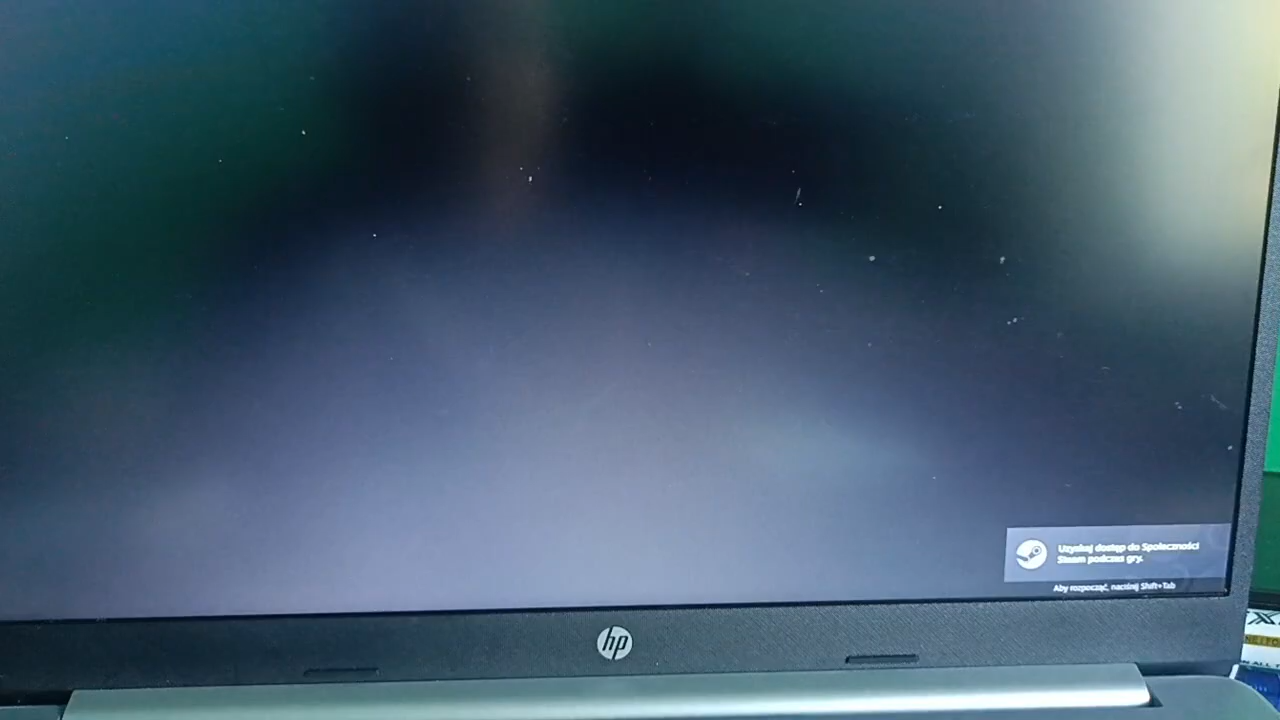 Uzyskaj dostęp do Społeczności
Steam podczas gry.
Aby rozpocząć, naciśnij Shift+Tab
hp